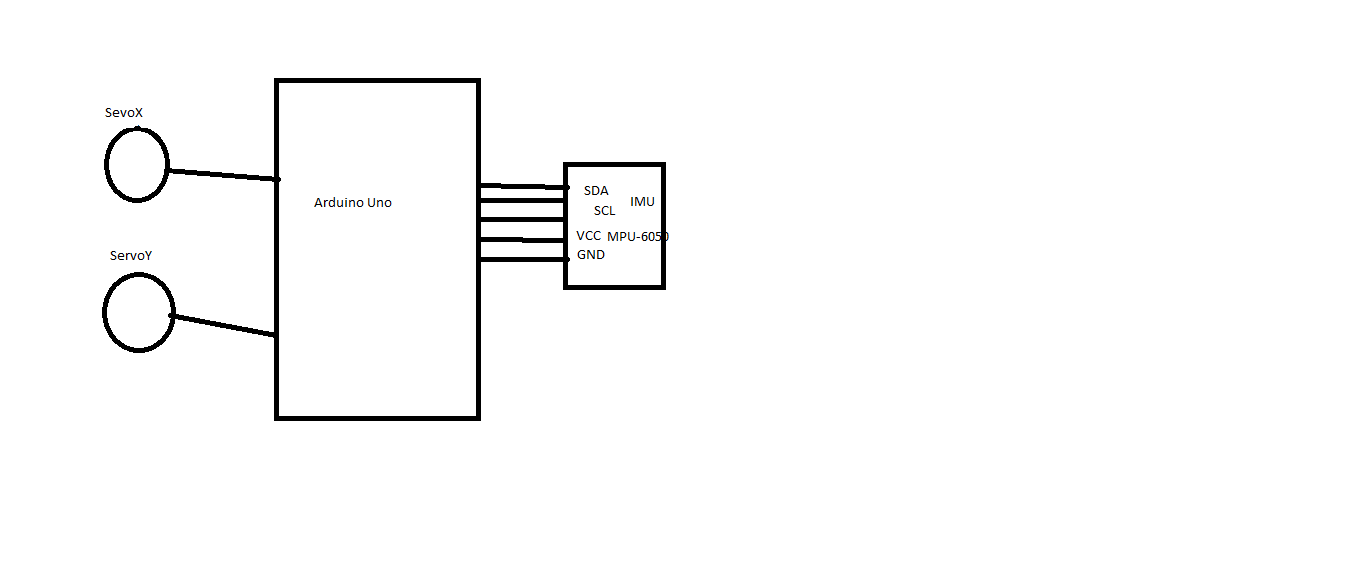 SevoX
Arduino Uno
ServoY
SDA
IMU
SCL
VCC MPU-6050
GND